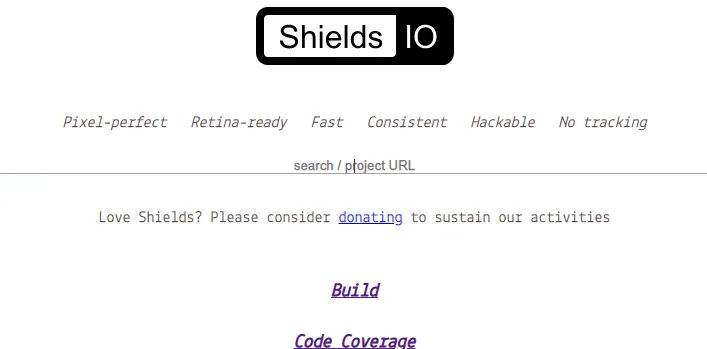 Shields IO
Pixel-perfect Retina-ready Fast Consistent Hackable No tracking
search / project URL
Love Shields? Please consider donating to sustain our activities
Build
Code Coverage